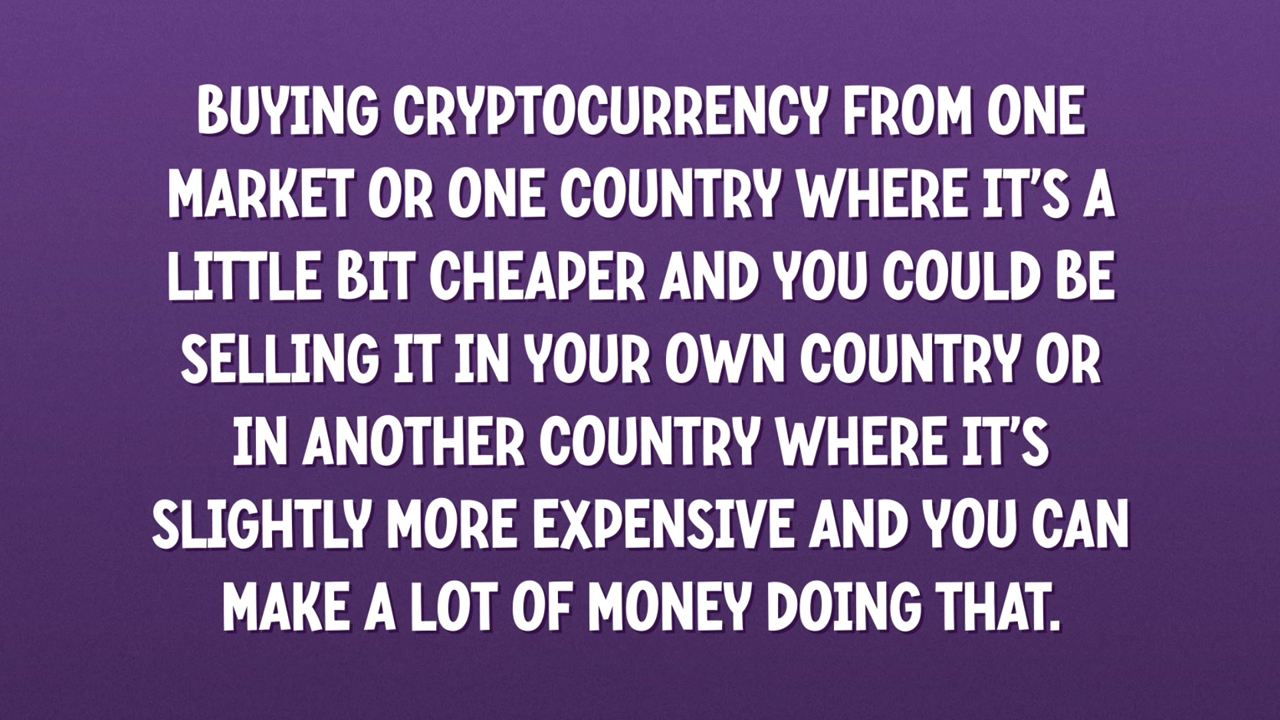 BUYING CRYPTOCURRENCY FROM ONE
MARKET OR ONE COUNTRY WHERE IT'S A
LITTLE BIT CHEAPER AND YOU COULD BE
SELLING IT IN YOUR OWN COUNTRY OR
IN ANOTHER COUNTRY WHERE IT'S
SLIGHTLY MORE EXPENSIVE AND YOU CAN
MAKE A LOT OF MONEY DOING THAT.